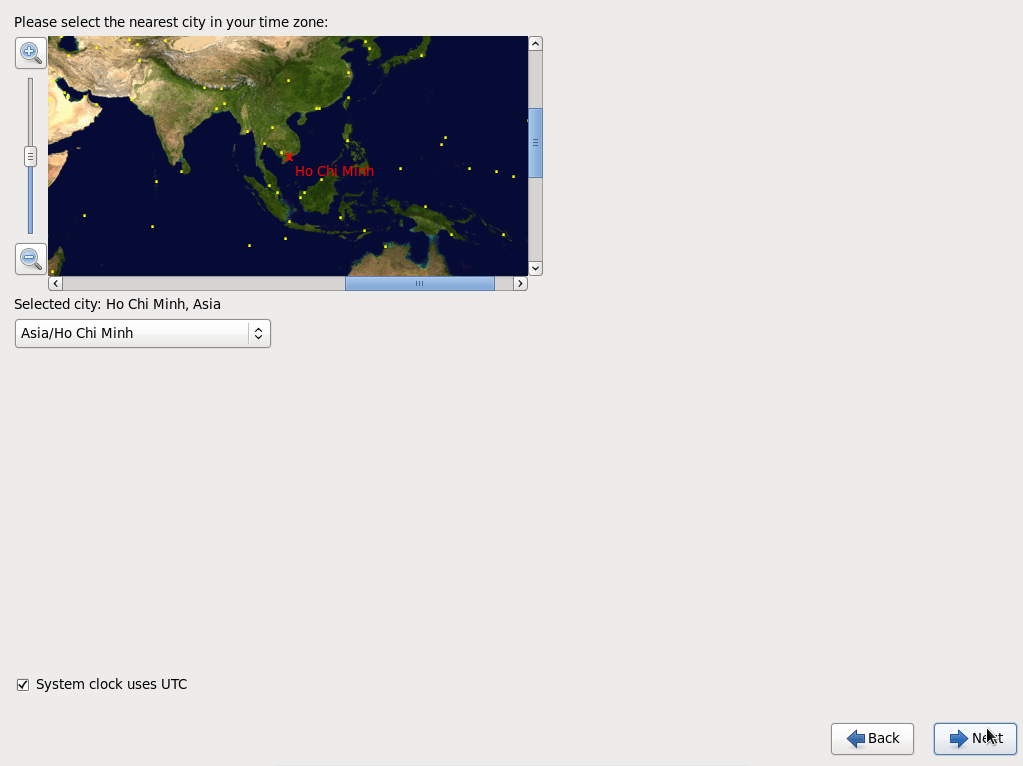 Please select the nearest city in your time zone:
Ho Chi Minh
Selected city: Ho Chi Minh, Asia
Asia/Ho Chi Minh
System clock uses UTC
Back
Next